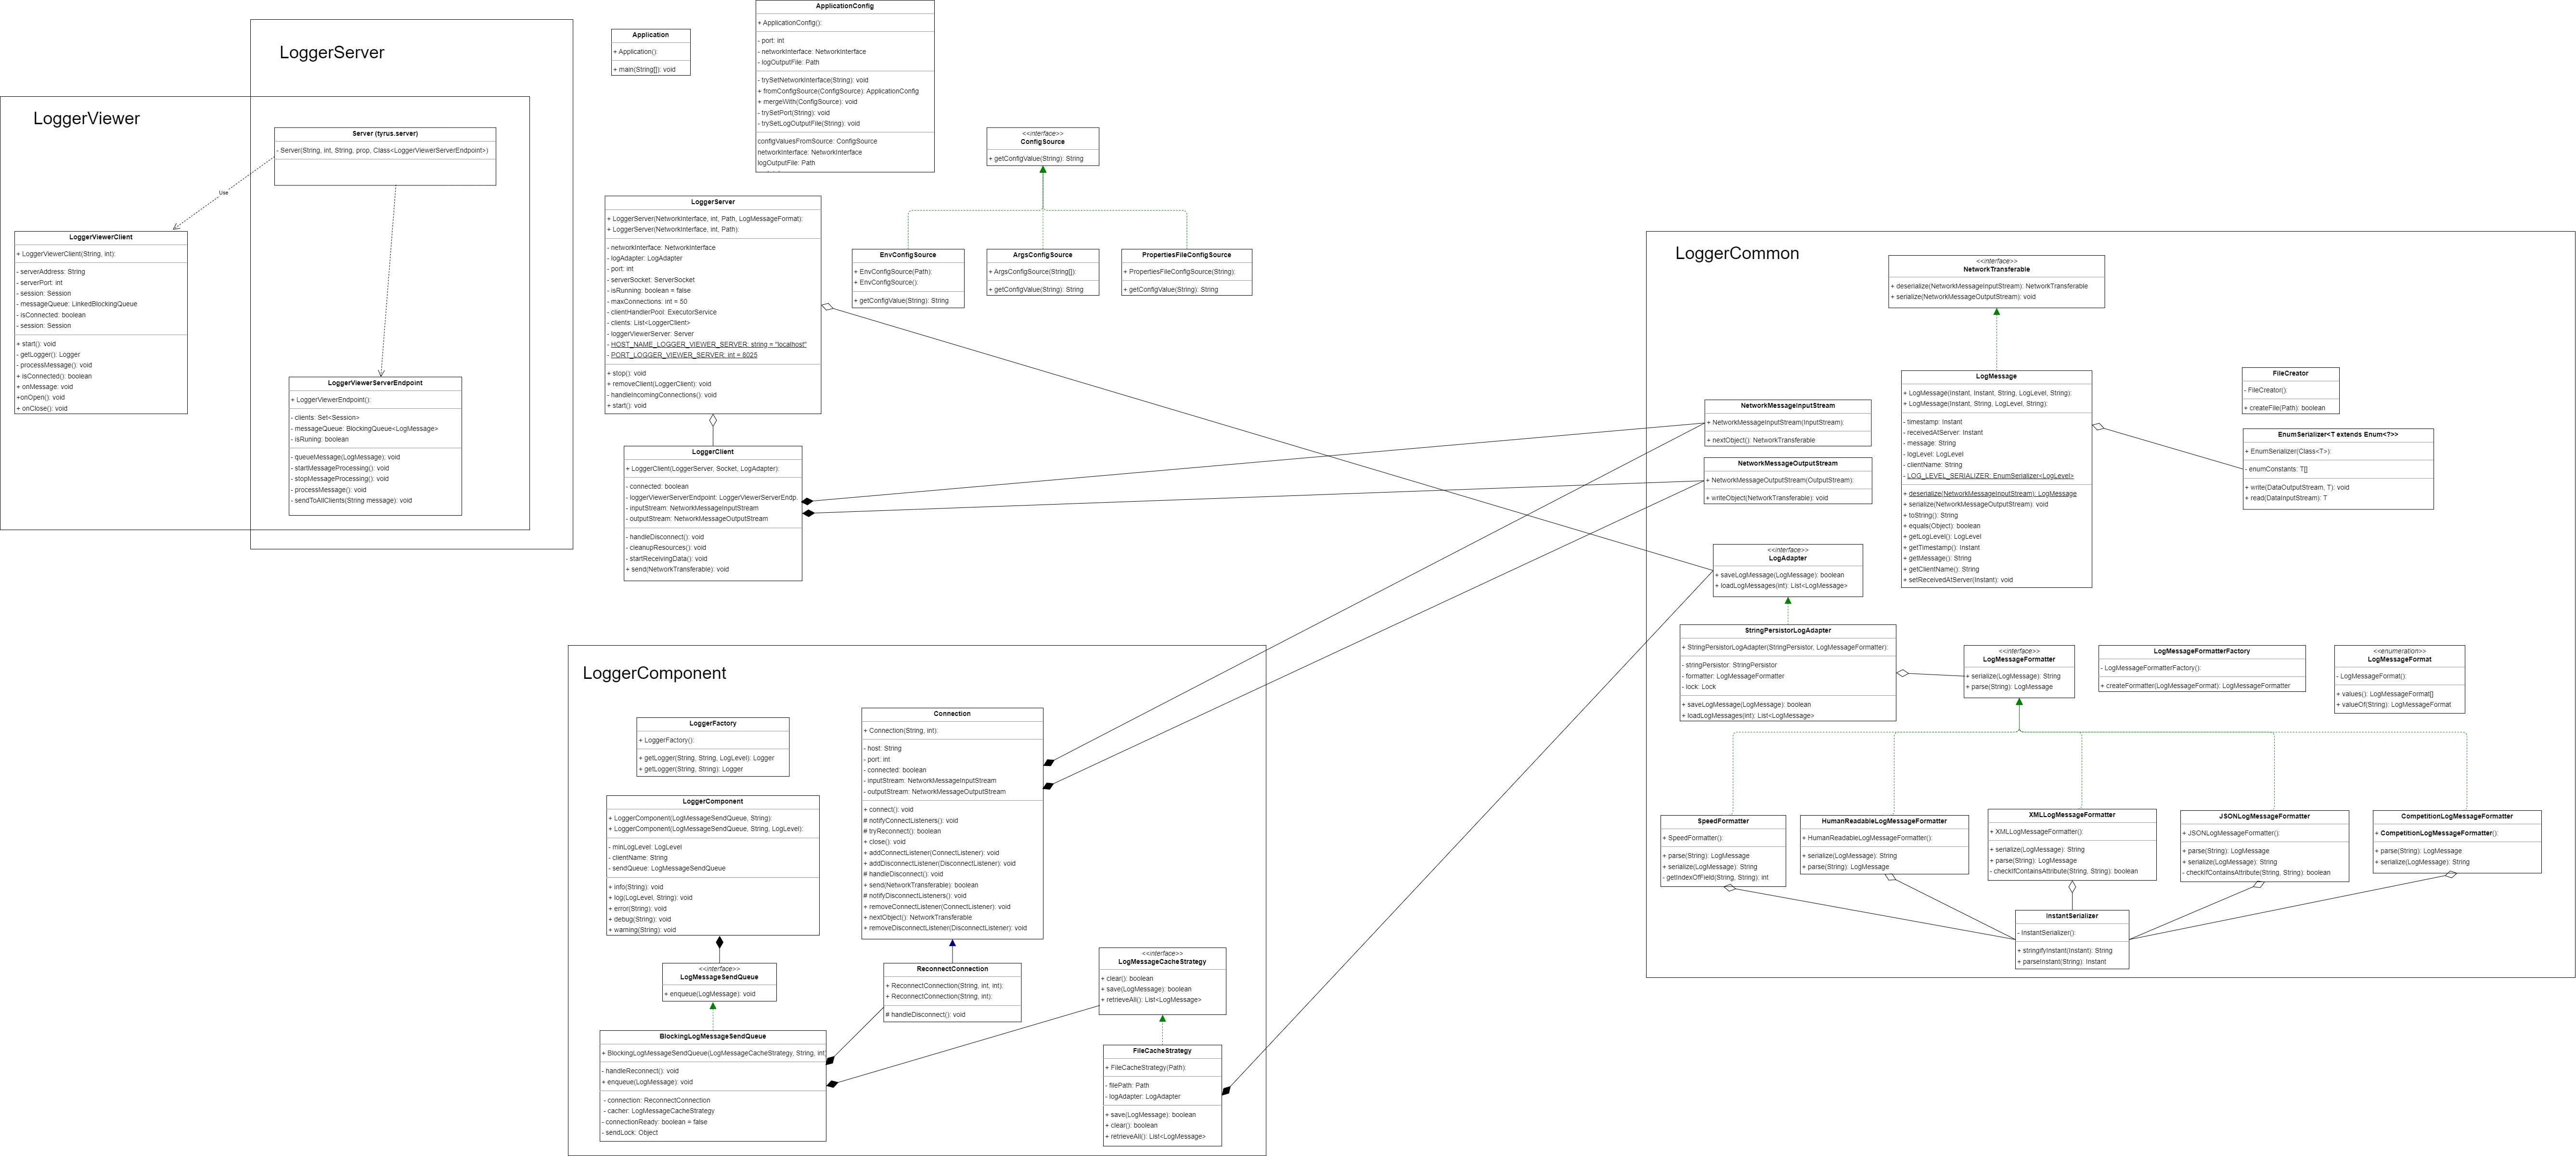 LoggerServer
LoggerViewer
Server (tyrus.server)
- Server(String, int, String, prop, Class<LoggerViewerServerEndpoint>)
Use
LoggerViewerClient
+ LoggerViewerClient(String, int):
- serverAddress: String
- serverPort: int
- session: Session
- messageQueue: LinkedBlockingQueue
- isConnected: boolean
- session: Session
+ start(): void
- getLogger(): Logger
- processMessage(): void
+ isConnected(): boolean
+ onMessage: void
+onOpen(): void
+ onClose(): void
LoggerViewerServerEndpoint
+ LoggerViewerEndpoint():
- clients: Set<Session>
- messageQueue: BlockingQueue<LogMessage>
- isRuning: boolean
- queueMessage(LogMessage); void
- startMessageProcessing(): void
- stopMessageProcessing(): void
- processMessage(): void
- sendToAllClients(String message): void
Application
+ Application():
+ main(String[]): void
ApplicationConfig
+ ApplicationConfig():
- port: int
- networkInterface: NetworkInterface
- logOutputFile: Path
- trySetNetworkInterface(String): void
+ fromConfigSource(ConfigSource): ApplicationConfig
+ mergeWith(ConfigSource): void
- trySetPort(String): void
- trySetLogOutputFile(String): void
configValuesFromSource: ConfigSource
networkInterface: NetworkInterface
logOutputFile: Path
<<interface>>
ConfigSource
+ getConfigValue(String): String
EnvConfigSource
+ EnvConfigSource(Path):
+ EnvConfigSource():
+ getConfigValue(String): String
ArgsConfigSource
+ ArgsConfigSource(String[]):
+ getConfigValue(String): String
PropertiesFileConfigSource
+ PropertiesFileConfigSource(String):
+ getConfigValue(String): String
LoggerServer
+ LoggerServer(NetworkInterface, int, Path, LogMessageFormat):
+ LoggerServer(NetworkInterface, int, Path):
- networkInterface: NetworkInterface
- logAdapter: LogAdapter
- port: int
- serverSocket: ServerSocket
- isRunning: boolean = false
- maxConnections: int = 50
- clientHandlerPool: ExecutorService
- clients: List<LoggerClient>
- loggerViewerServer: Server
- HOST_NAME_LOGGER_VIEWER_SERVER: string = "localhost"
- PORT_LOGGER_VIEWER_SERVER: int = 8025
+ stop(): void
+ removeClient(LoggerClient): void
- handleIncomingConnections(): void
+ start(): void
LoggerClient
+ LoggerClient(LoggerServer, Socket, LogAdapter):
- connected: boolean
- loggerViewerServerEndpoint: LoggerViewerServerEndp
- inputStream: NetworkMessageInputStream
- outputStream: NetworkMessageOutputStream
- handleDisconnect(): void
- cleanupResources(): void
- startReceivingData(): void
+ send(NetworkTransferable): void
LoggerComponent
LoggerFactory
+ LoggerFactory():
+ getLogger(String, String, LogLevel): Logger
+ getLogger(String, String): Logger
LoggerComponent
+ LoggerComponent(LogMessageSendQueue, String):
+ LoggerComponent(LogMessageSendQueue, String, LogLevel):
- minLogLevel: LogLevel
- clientName: String
- sendQueue: LogMessageSendQueue
+ info(String): void
+ log(LogLevel, String): void
+ error(String): void
+ debug(String): void
+ warning(String): void
<<interface>>
LogMessageSendQueue
+ enqueue(LogMessage): void
BlockingLogMessageSendQueue
+ BlockingLogMessageSendQueue(LogMessageCacheStrategy, String, int
- handleReconnect(): void
+ enqueue(LogMessage): void
- connection: ReconnectConnection
- cacher: LogMessageCacheStrategy
- connectionReady: boolean = false
- sendLock: Object
Connection
+ Connection(String, int):
- host: String
- port: int
- connected: boolean
- inputStream: NetworkMessageInputStream
- outputStream: NetworkMessageOutputStream
+ connect(): void
# notifyConnectListeners(): void
# tryReconnect(): boolean
+ close(): void
+ addConnectListener(ConnectListener): void
+ addDisconnectListener(DisconnectListener): void
# handleDisconnect(): void
+ send(NetworkTransferable): boolean
# notifyDisconnectListeners(): void
+ removeConnectListener(ConnectListener): void
+ nextObject(): NetworkTransferable
+ removeDisconnectListener(DisconnectListener): void
ReconnectConnection
+ ReconnectConnection(String, int, int):
+ ReconnectConnection(String, int):
# handleDisconnect(): void
<<interface>>
LogMessageCacheStrategy
+ clear(): boolean
+ save(LogMessage): boolean
+ retrieveAll(): List<LogMessage>
FileCacheStrategy
+ FileCacheStrategy(Path):
- filePath: Path
- logAdapter: LogAdapter
+ save(LogMessage): boolean
+ clear(): boolean
+ retrieveAll(): List<LogMessage>
LoggerCommon
<<interface>>
NetworkTransferable
+ deserialize(NetworkMessageInputStream): NetworkTransferable
+ serialize(NetworkMessageOutputStream): void
NetworkMessageInputStream
+ NetworkMessageInputStream(InputStream):
+ nextObject(): NetworkTransferable
NetworkMessageOutputStream
+ NetworkMessageOutputStream(OutputStream):
+ writeObject(NetworkTransferable): void
LogMessage
+ LogMessage(Instant, Instant, String, String, LogLevel, String):
+ LogMessage(Instant, String, LogLevel, String):
- timestamp: Instant
- receivedAtServer: Instant
- message: String
- logLevel: LogLevel
- clientName: String
- LOG_LEVEL_SERIALIZER: EnumSerializer<LogLevel>
+ deserialize(NetworkMessageInputStream): LogMessage
+ serialize(NetworkMessageOutputStream): void
+ toString(): String
+ equals(Object): boolean
+ getLogLevel(): LogLevel
+ getTimestamp(): Instant
+ getMessage(): String
+ getClientName(): String
+ setReceivedAtServer(Instant): void
FileCreator
- FileCreator():
+ createFile(Path): boolean
EnumSerializer<T extends Enum<?>>
+ EnumSerializer(Class<T>):
- enumConstants: T[]
+ write(DataOutputStream, T): void
+ read(DataInputStream): T
<<interface>>
LogAdapter
+ saveLogMessage(LogMessage): boolean
+ loadLogMessages(int): List<LogMessage>
StringPersistorLogAdapter
+ StringPersistorLogAdapter(StringPersistor, LogMessageFormatter):
- stringPersistor: StringPersistor
- formatter: LogMessageFormatter
- lock: Lock
+ saveLogMessage(LogMessage): boolean
+ loadLogMessages(int): List<LogMessage>
<<interface>>
LogMessageFormatter
+ serialize(LogMessage): String
+ parse(String): LogMessage
LogMessageFormatterFactory
- LogMessageFormatterFactory():
+ createFormatter(LogMessageFormat): LogMessageFormatter
<<enumeration>>
LogMessageFormat
- LogMessageFormat():
+ values(): LogMessageFormat[]
+ valueOf(String): LogMessageFormat
SpeedFormatter
+ SpeedFormatter():
+ parse(String): LogMessage
+ serialize(LogMessage): String
- getIndexOfField(String, String): int
HumanReadableLogMessageFormatter
+ HumanReadableLogMessageFormatter():
+ serialize(LogMessage): String
+ parse(String): LogMessage
XMLLogMessageFormatter
+ XMLLogMessageFormatter():
+ serialize(LogMessage): String
+ parse(String): LogMessage
- checkIfContainsAttribute(String, String): boolean
JSONLogMessageFormatter
+ JSONLogMessageFormatter():
+ parse(String): LogMessage
+ serialize(LogMessage): String
- checkIfContainsAttribute(String, String): boolean
CompetitionLogMessageFormatter
+ CompetitionLogMessageFormatter():
+ parse(String): LogMessage
+ serialize(LogMessage): String
InstantSerializer
- InstantSerializer():
+ stringifyInstant(Instant): String
+ parseInstant(String): Instant